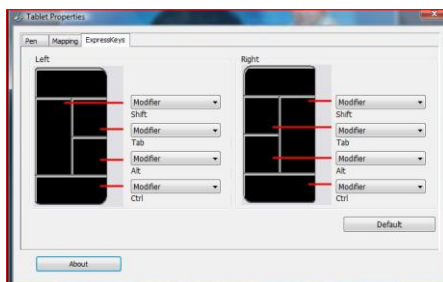 Tablet Properties
Pen Mapping ExpressKeys
Left Right
Modifier Modifier
Shift Shift
Modifier Modifier
Tab Tab
Modifier Modifier
Alt Alt
Modifier Modifier
Ctrl Ctrl
Default
About